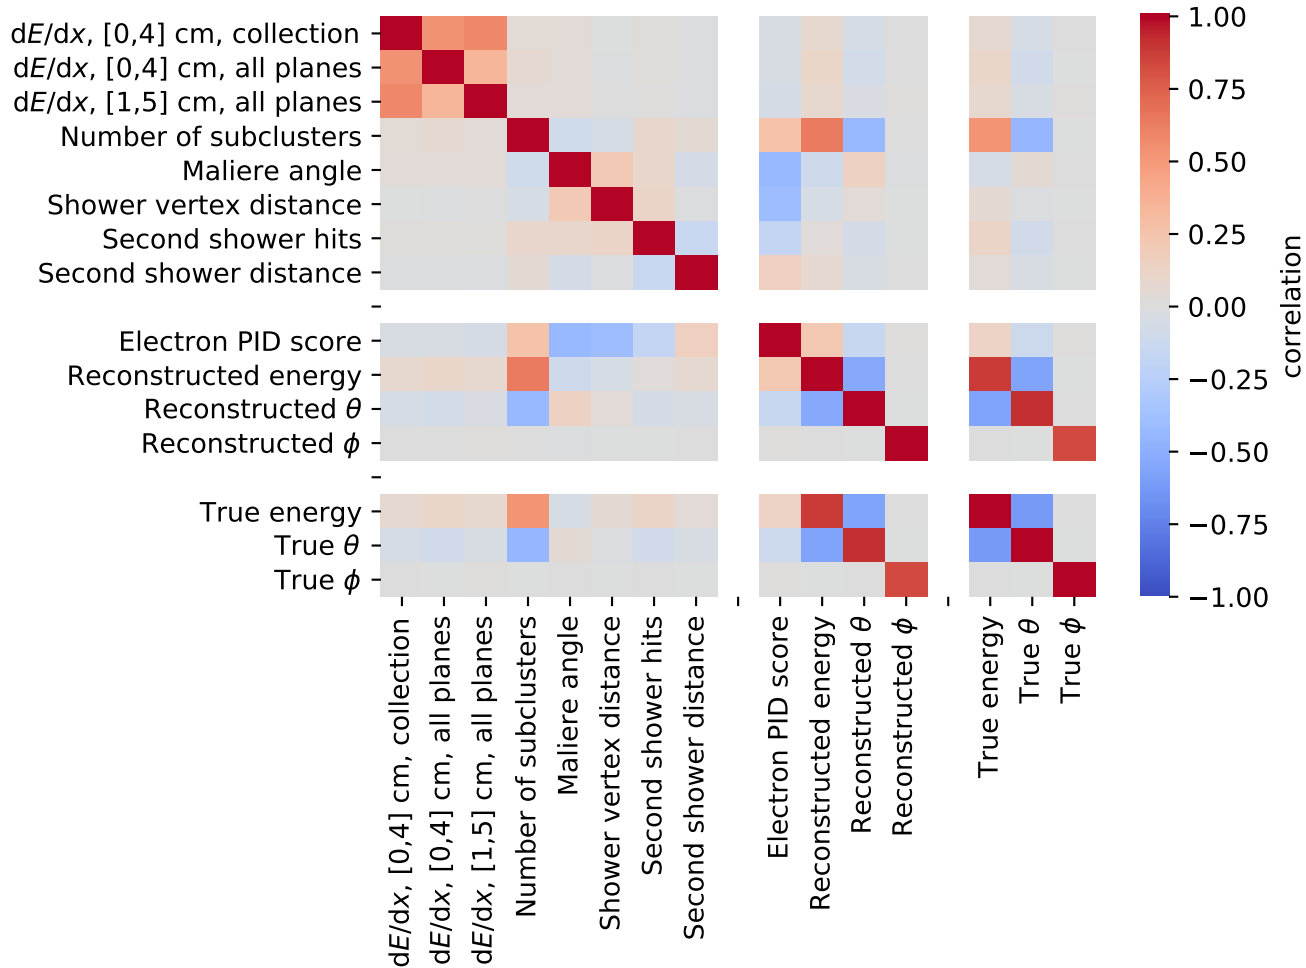 dE/dx, [0,4] cm, collection
dE/dx, [0,4] cm, all planes
dE/dx, [1,5] cm, all planes
Number of subclusters
Maliere angle
Shower vertex distance
Second shower hits
Second shower distance
Electron PID score
Reconstructed energy
Reconstructed θ
Reconstructed ϕ
True energy
True θ
True ϕ
dE/dx, [0,4] cm, collection
dE/dx, [0,4] cm, all planes
dE/dx, [1,5] cm, all planes
Number of subclusters
Maliere angle
Shower vertex distance
Second shower hits
Second shower distance
Electron PID score
Reconstructed energy
Reconstructed θ
Reconstructed ϕ
True energy
True θ
True ϕ
1.00
0.75
0.50
0.25
0.00
−0.25
−0.50
−0.75
−1.00
correlation